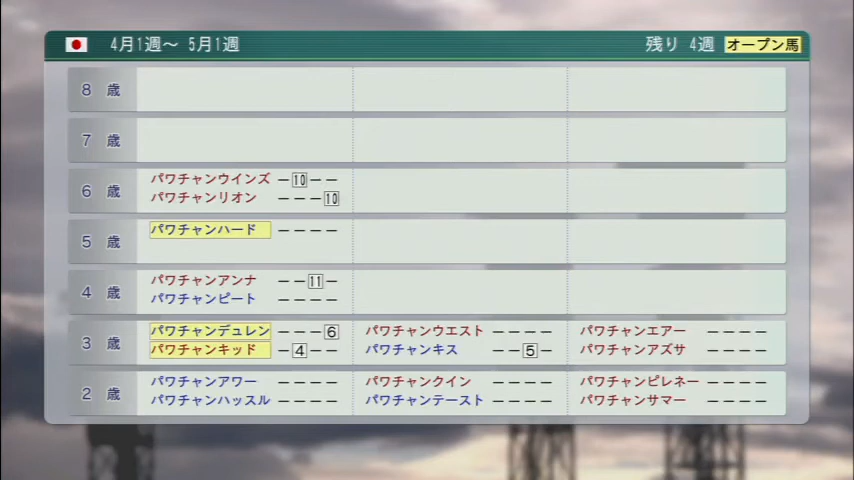 4月1週～ 5月1週 残り 4週 オープン馬
8 歳
7 歳
6 歳
パワチャンウインズ －10－－
パワチャンリオン －－－10
5 歳
パワチャンハード －－－－
4 歳
パワチャンアンナ －－11－
パワチャンピート －－－－
3 歳
パワチャンデュレン －－－6 パワチャンウエスト －－－－ パワチャンエアー －－－－
パワチャンキッド －4－－ パワチャンキス －－5－ パワチャンアズサ －－－－
2 歳
パワチャンアワー －－－－ パワチャンクイン －－－－ パワチャンピレネー －－－－
パワチャンハッスル －－－－ パワチャンテースト －－－－ パワチャンサマー －－－－